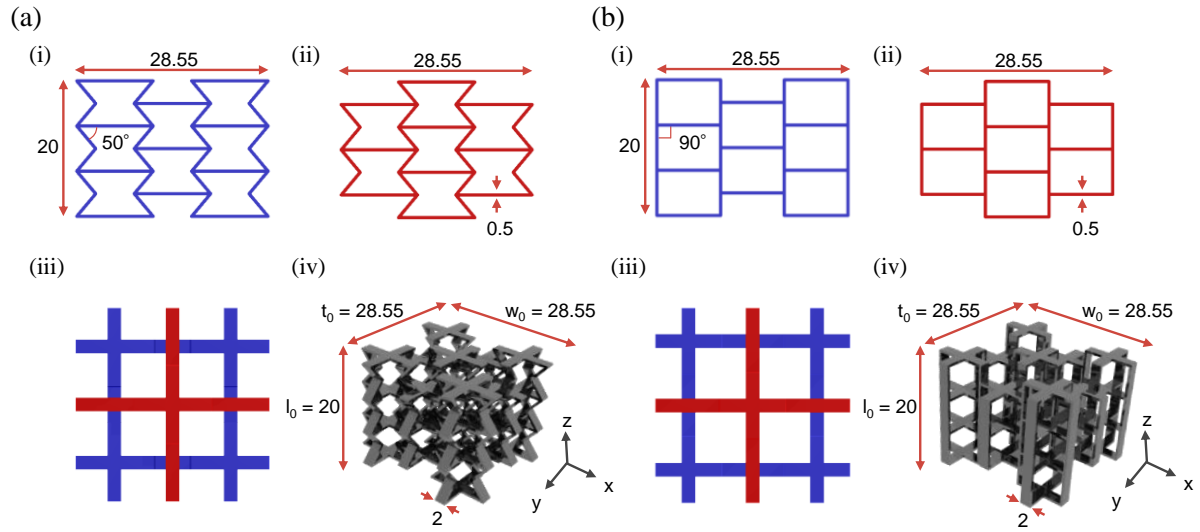 (a)
(b)
(i)
(ii)
(i)
(ii)
28.55
28.55
28.55
28.55
20
50°
0.5
20
90°
0.5
(iii)
(iv)
(iii)
(iv)
t₀ = 28.55
w₀ = 28.55
l₀ = 20
z
x
y
2
t₀ = 28.55
w₀ = 28.55
l₀ = 20
z
x
y
2